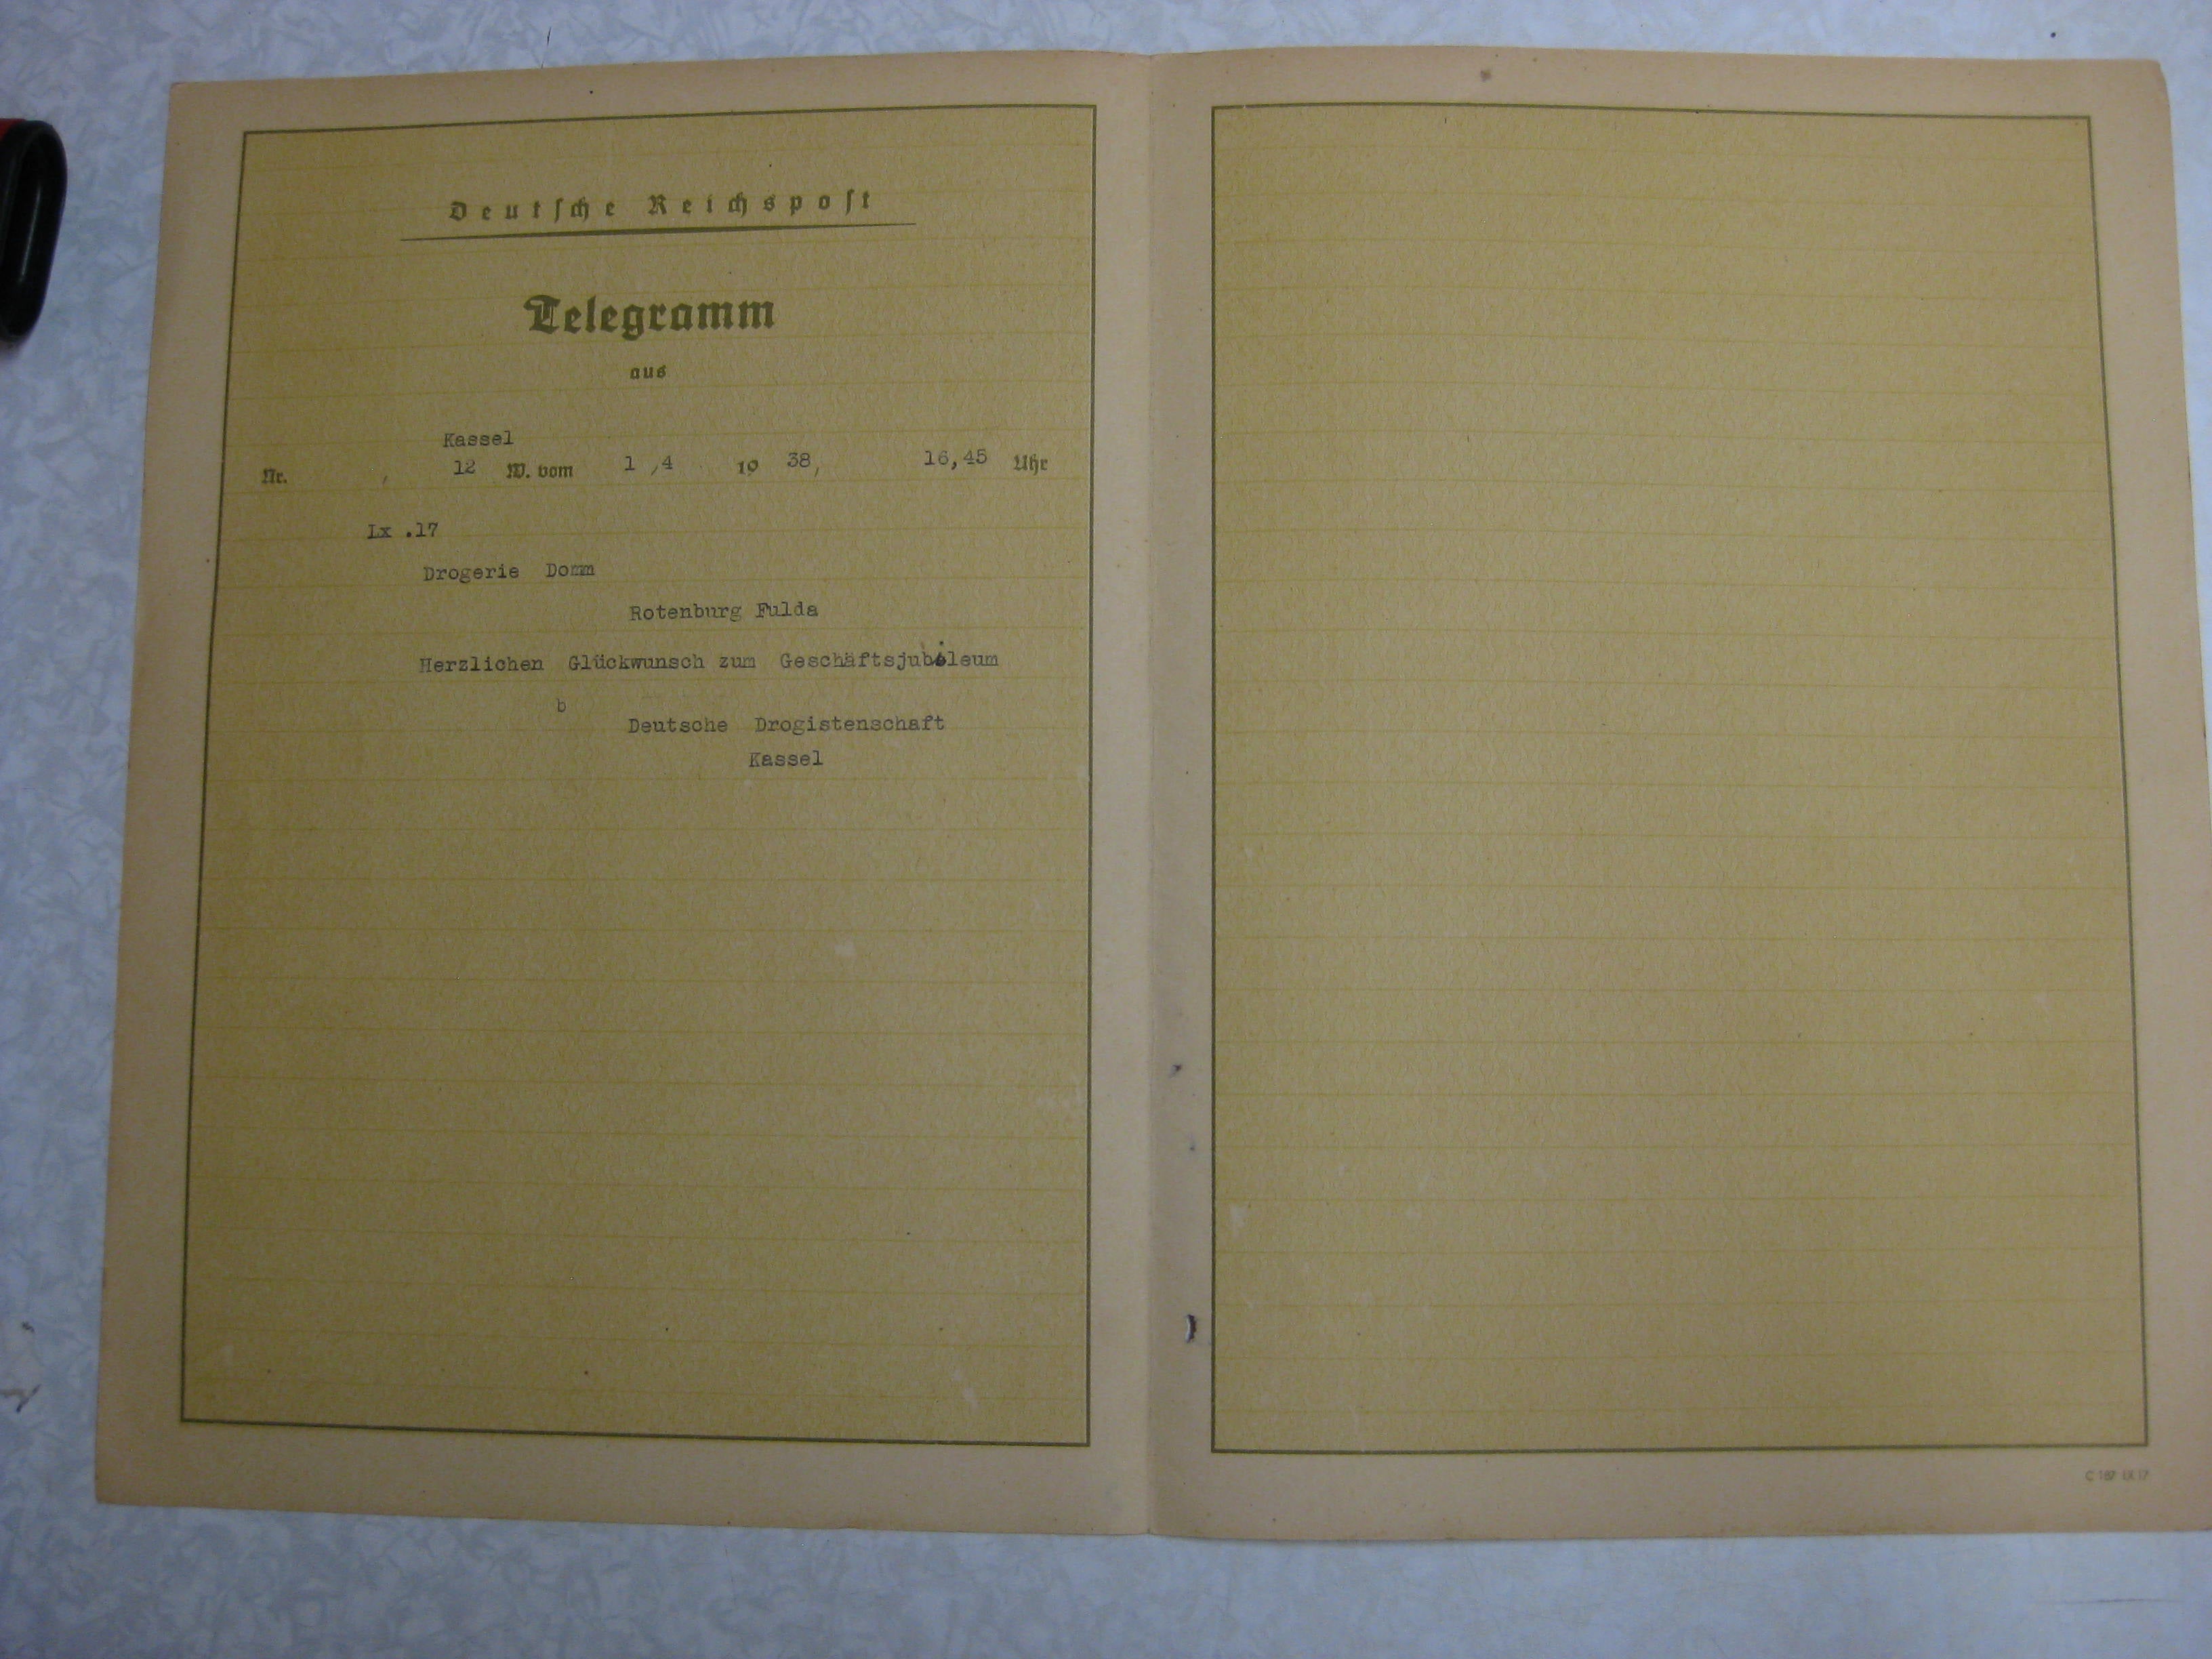 Deutsche Reichspost
Telegramm
aus
Kassel
Nr. , 12 W. vom 1 ,4 19 38, 16,45 Uhr
Lx .17
Drogerie Domm
Rotenburg Fulda
Herzlichen Glückwunsch zum Geschäftsjubileum
b
Deutsche Drogistenschaft
Kassel
C 187